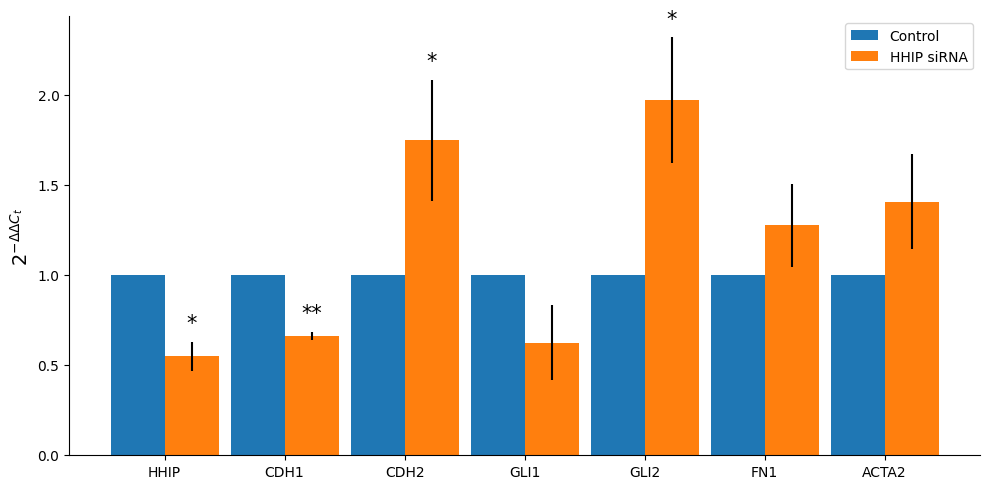 *
*
Control
HHIP siRNA
*
**
2^{-ΔΔC_t}
2.0
1.5
1.0
0.5
0.0
HHIP CDH1 CDH2 GLI1 GLI2 FN1 ACTA2